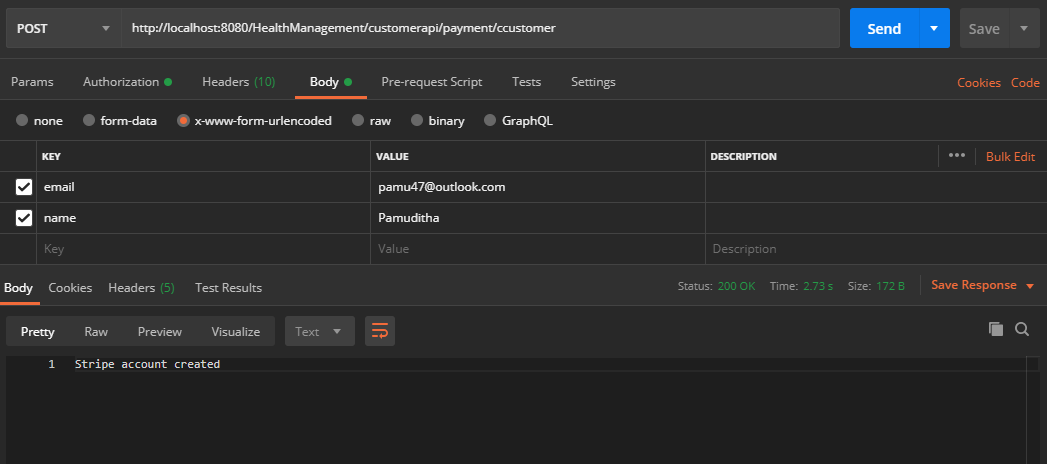 POST http://localhost:8080/HealthManagement/customerapi/payment/ccustomer Send Save
Params Authorization Headers (10) Body Pre-request Script Tests Settings Cookies Code
none form-data x-www-form-urlencoded raw binary GraphQL
KEY VALUE DESCRIPTION ••• Bulk Edit
email pamu47@outlook.com
name Pamuditha
Key Value Description
Body Cookies Headers (5) Test Results Status: 200 OK Time: 2.73 s Size: 172 B Save Response
Pretty Raw Preview Visualize Text
1 Stripe account created